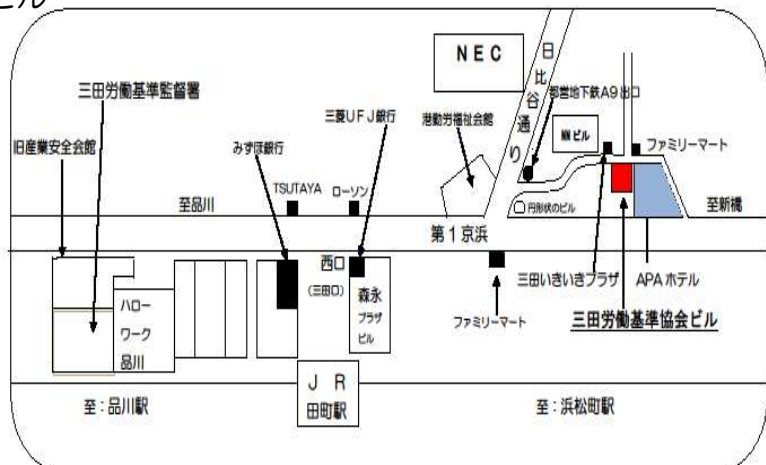 ビル
NEC
日比谷通り
三田労働基準監督署
都営地下鉄A9出口
三菱UFJ銀行
港勤労福祉会館
NNビル
ファミリーマート
旧産業安全会館
みずほ銀行
TSUTAYA
ローソン
至品川
円形状のビル
至新橋
第1京浜
西口
(三田口)
森永
プラザ
ビル
三田いきいきプラザ
APAホテル
ハロー
ワーク
品川
ファミリーマート
三田労働基準協会ビル
JR
田町駅
至:品川駅
至:浜松町駅